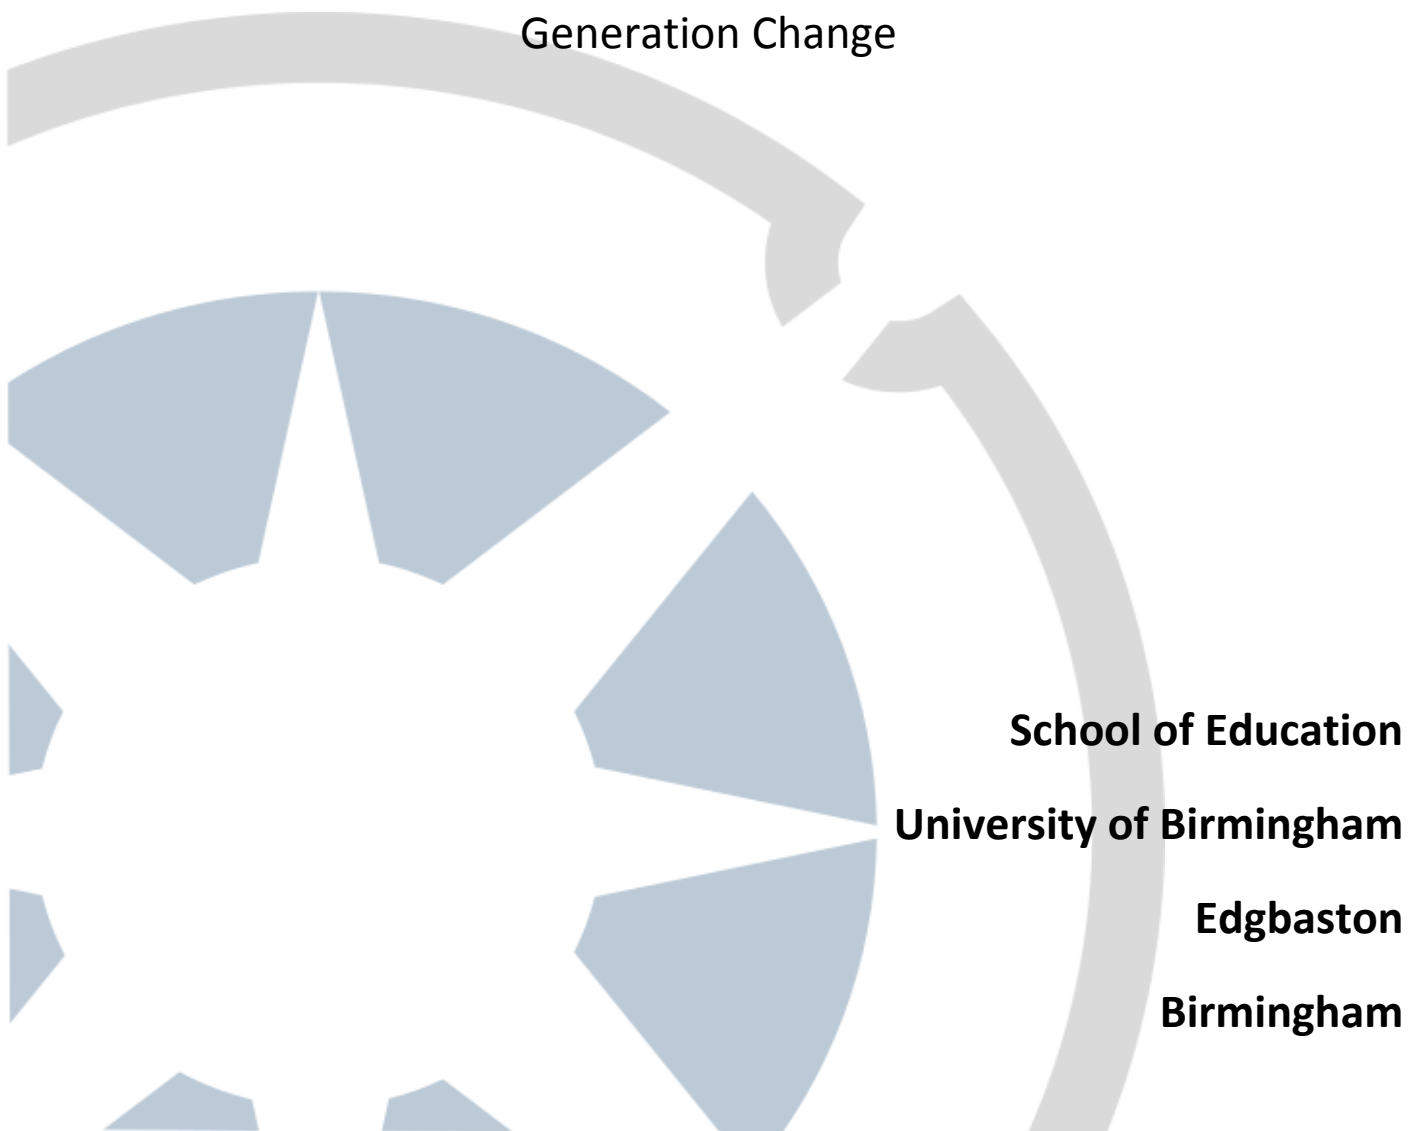 Generation Change
School of Education
University of Birmingham
Edgbaston
Birmingham